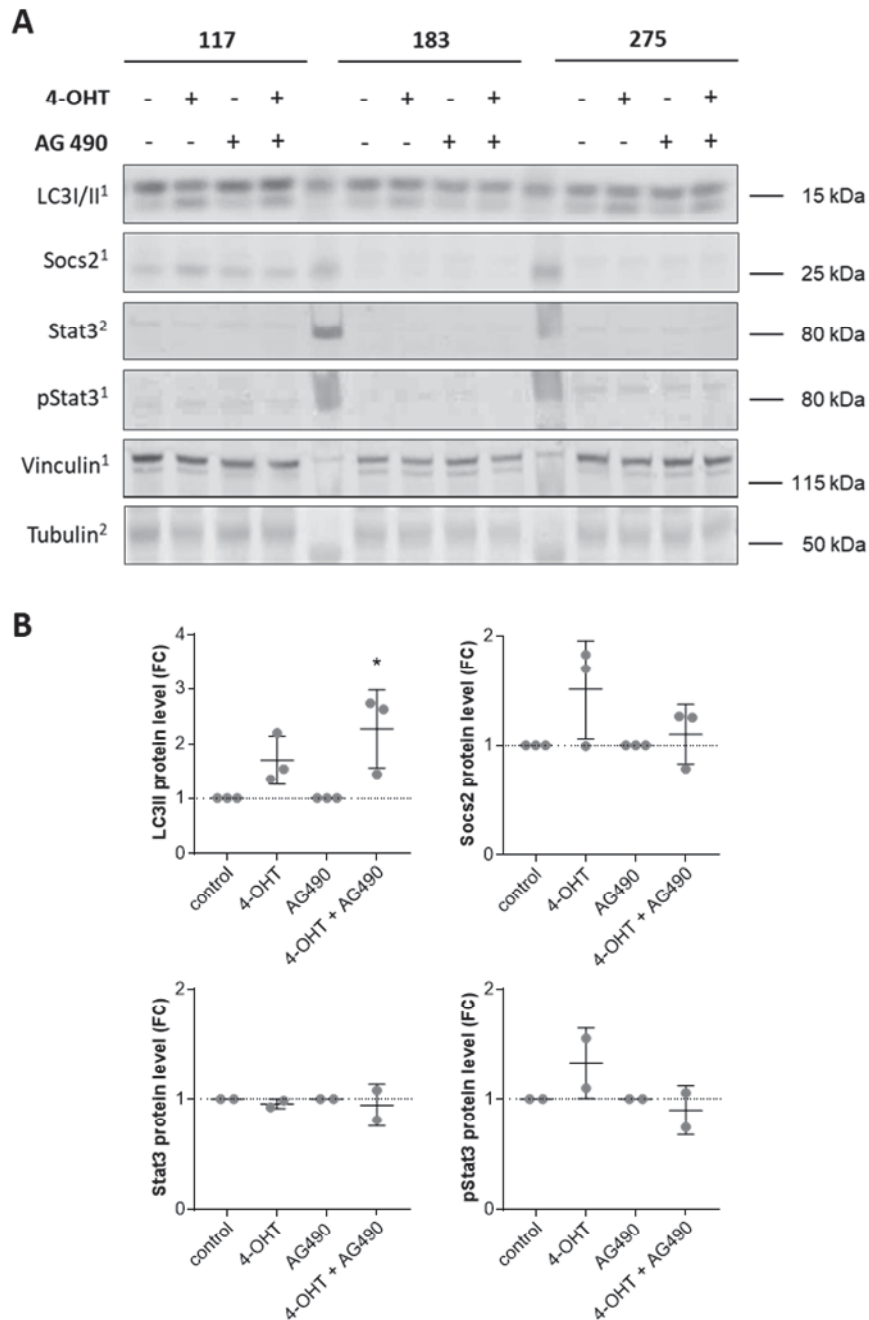 A
117 183 275
4-OHT - + - + - + - + - + - +
AG 490 - - + + - - + + - - + +
LC3I/II¹ 15 kDa
Socs2¹ 25 kDa
Stat3² 80 kDa
pStat3¹ 80 kDa
Vinculin¹ 115 kDa
Tubulin² 50 kDa
B
LC3II protein level (FC)
4
3
2
1
0
*
control 4-OHT AG490 4-OHT + AG490
Socs2 protein level (FC)
2
1
0
control 4-OHT AG490 4-OHT + AG490
Stat3 protein level (FC)
2
1
0
control 4-OHT AG490 4-OHT + AG490
pStat3 protein level (FC)
2
1
0
control 4-OHT AG490 4-OHT + AG490